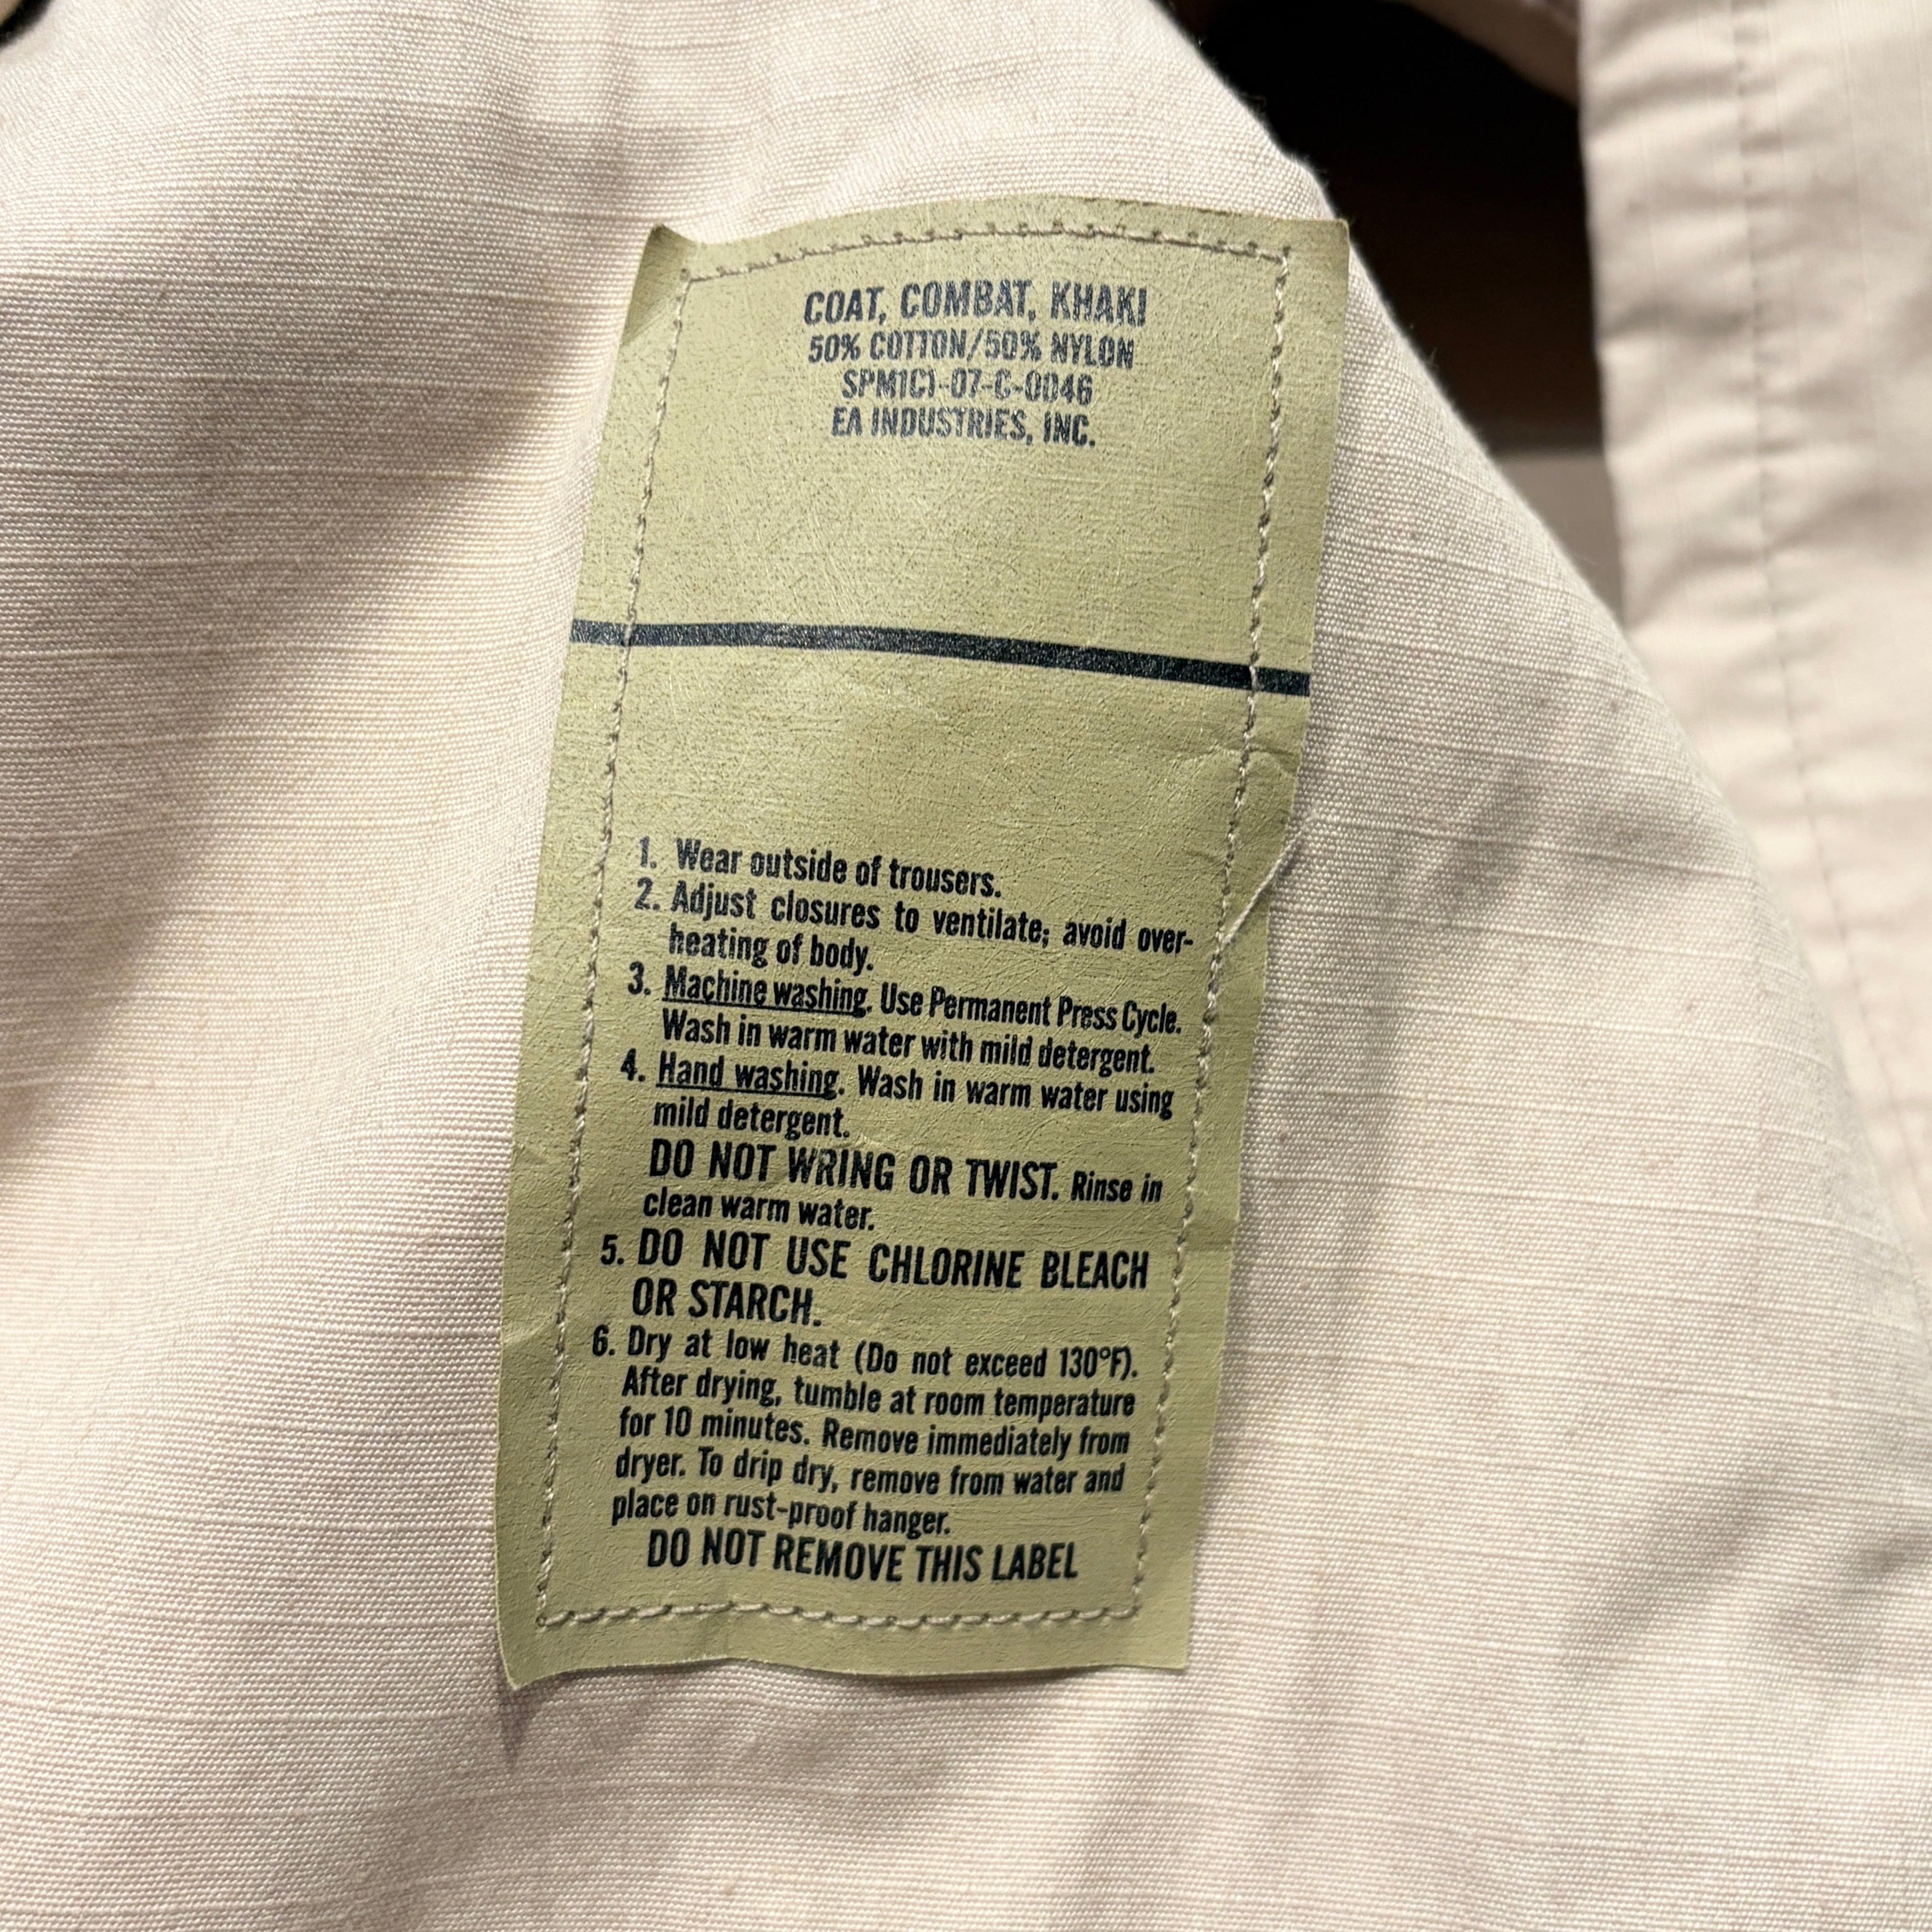 COAT, COMBAT, KHAKI
50% COTTON/50% NYLON
SPM1C1-07-C-0046
EA INDUSTRIES, INC.
1. Wear outside of trousers.
2. Adjust closures to ventilate; avoid over-
heating of body.
3. Machine washing. Use Permanent Press Cycle.
Wash in warm water with mild detergent.
4. Hand washing. Wash in warm water using
mild detergent.
DO NOT WRING OR TWIST. Rinse in
clean warm water.
5. DO NOT USE CHLORINE BLEACH
OR STARCH.
6. Dry at low heat (Do not exceed 130°F).
After drying, tumble at room temperature
for 10 minutes. Remove immediately from
dryer. To drip dry, remove from water and
place on rust-proof hanger.
DO NOT REMOVE THIS LABEL